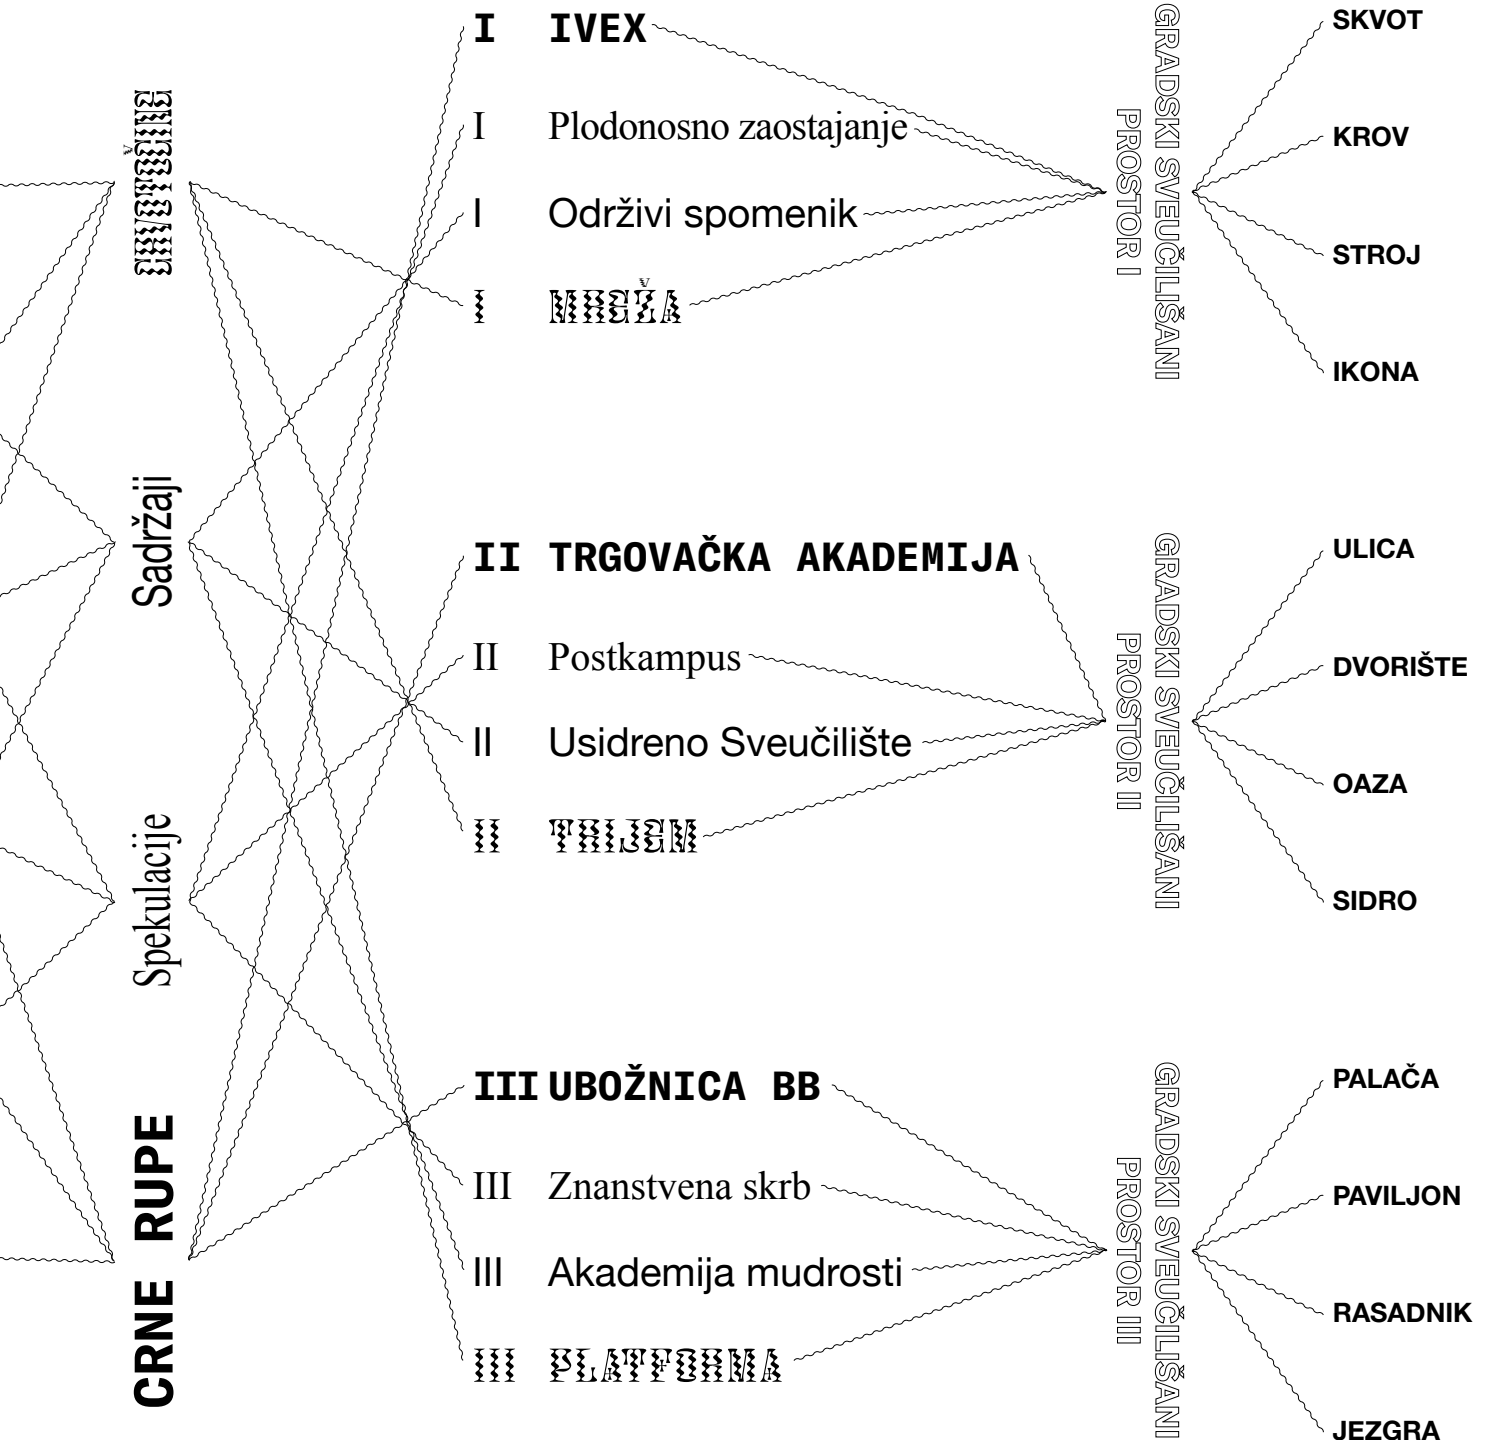 CRVOTOČINE
Sadržaji
Spekulacije
CRNE RUPE
I IVEX
I Plodonosno zaostajanje
I Održivi spomenik
I MREŽA
GRADSKI SVEUČILIŠANI
PROSTOR I
SKVOT
KROV
STROJ
IKONA
II TRGOVAČKA AKADEMIJA
II Postkampus
II Usidreno Sveučilište
II TRIJEM
GRADSKI SVEUČILIŠANI
PROSTOR II
ULICA
DVORIŠTE
OAZA
SIDRO
III UBOŽNICA BB
III Znanstvena skrb
III Akademija mudrosti
III PLATFORMA
GRADSKI SVEUČILIŠANI
PROSTOR III
PALAČA
PAVILJON
RASADNIK
JEZGRA